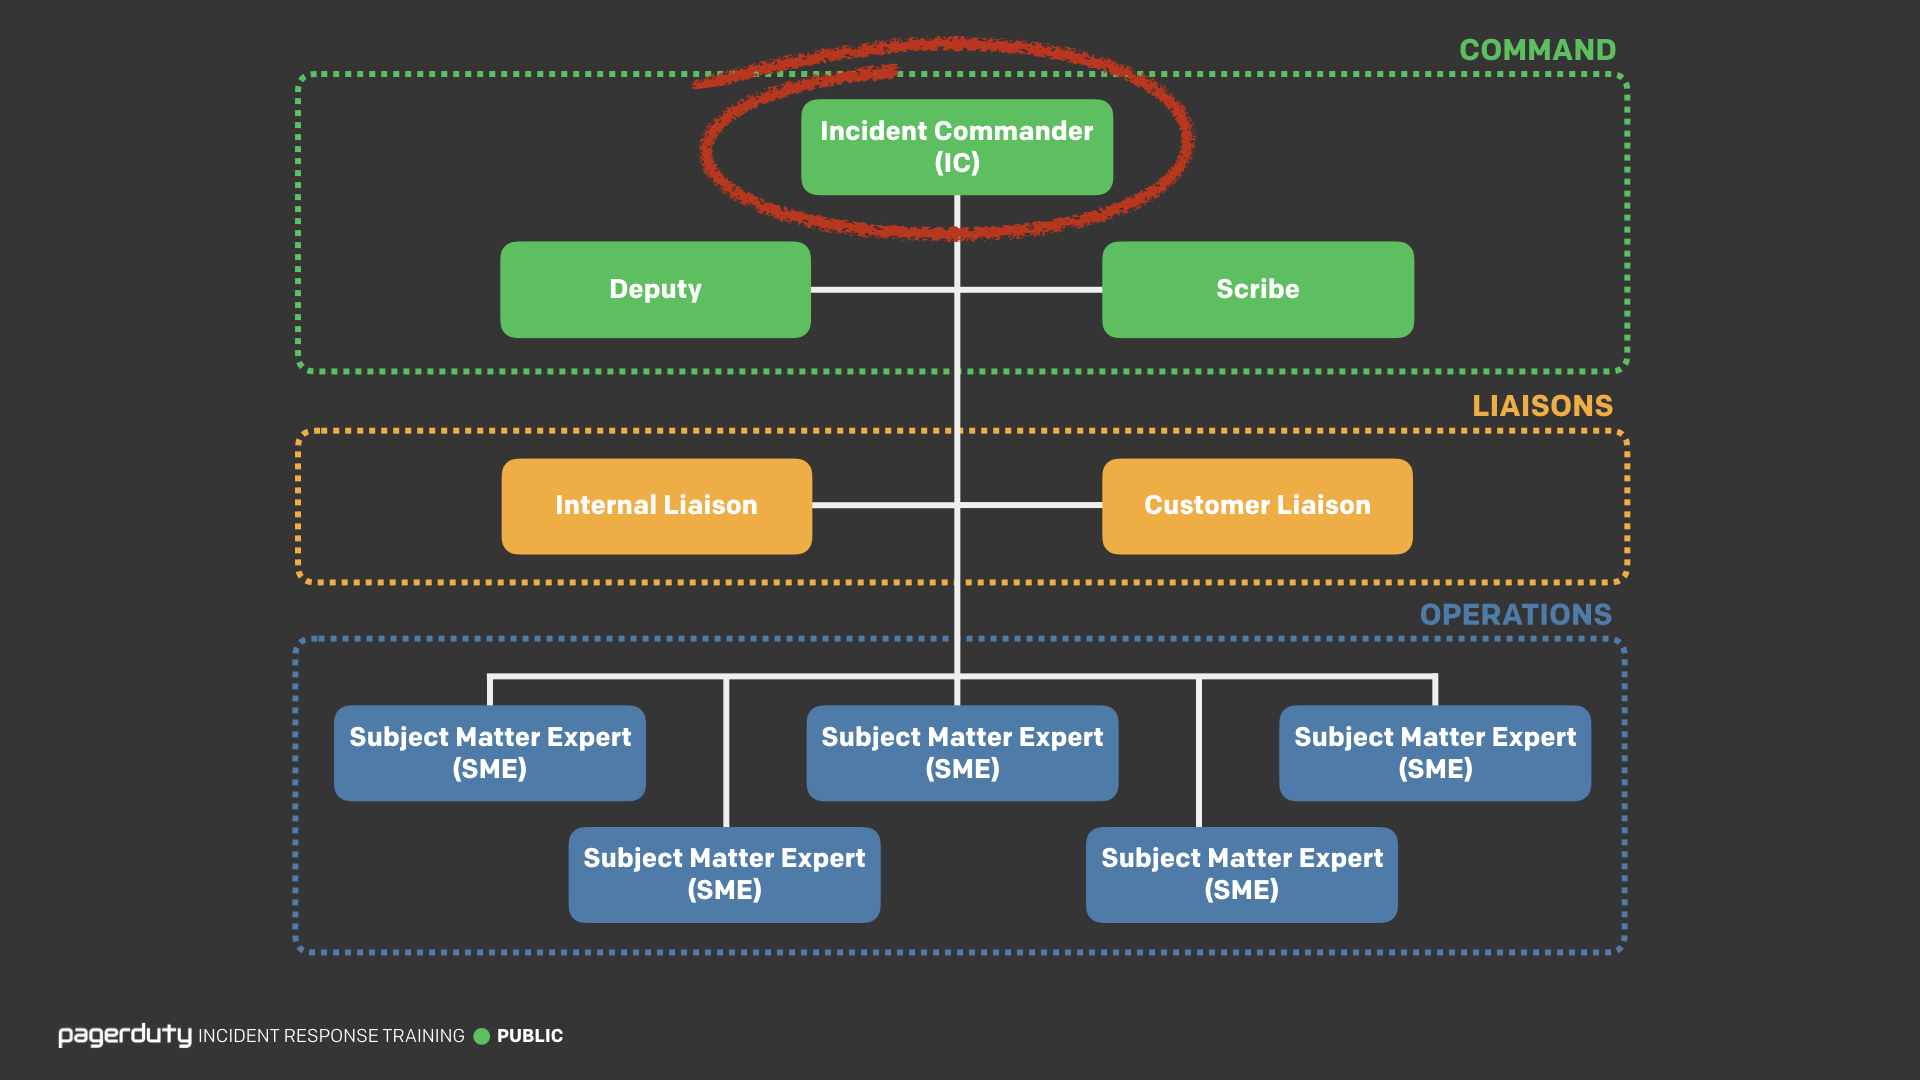 COMMAND
Incident Commander
(IC)
Deputy
Scribe
LIAISONS
Internal Liaison
Customer Liaison
OPERATIONS
Subject Matter Expert
(SME)
Subject Matter Expert
(SME)
Subject Matter Expert
(SME)
Subject Matter Expert
(SME)
Subject Matter Expert
(SME)
pagerduty INCIDENT RESPONSE TRAINING PUBLIC